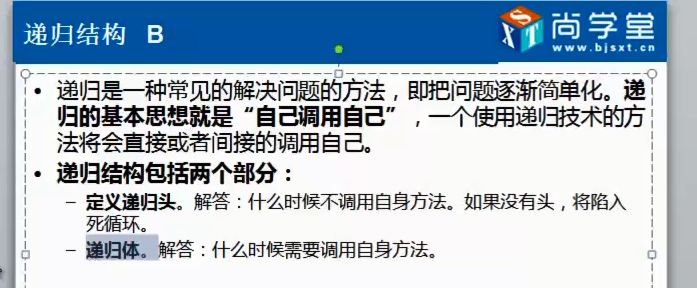 递归结构 B
尚学堂
SXT
www.bjsxt.cn
• 递归是一种常见的解决问题的方法，即把问题逐渐简单化。递
归的基本思想就是“自己调用自己”，一个使用递归技术的方
法将会直接或者间接的调用自己。
• 递归结构包括两个部分：
– 定义递归头。解答：什么时候不调用自身方法。如果没有头，将陷入
死循环。
– 递归体。解答：什么时候需要调用自身方法。